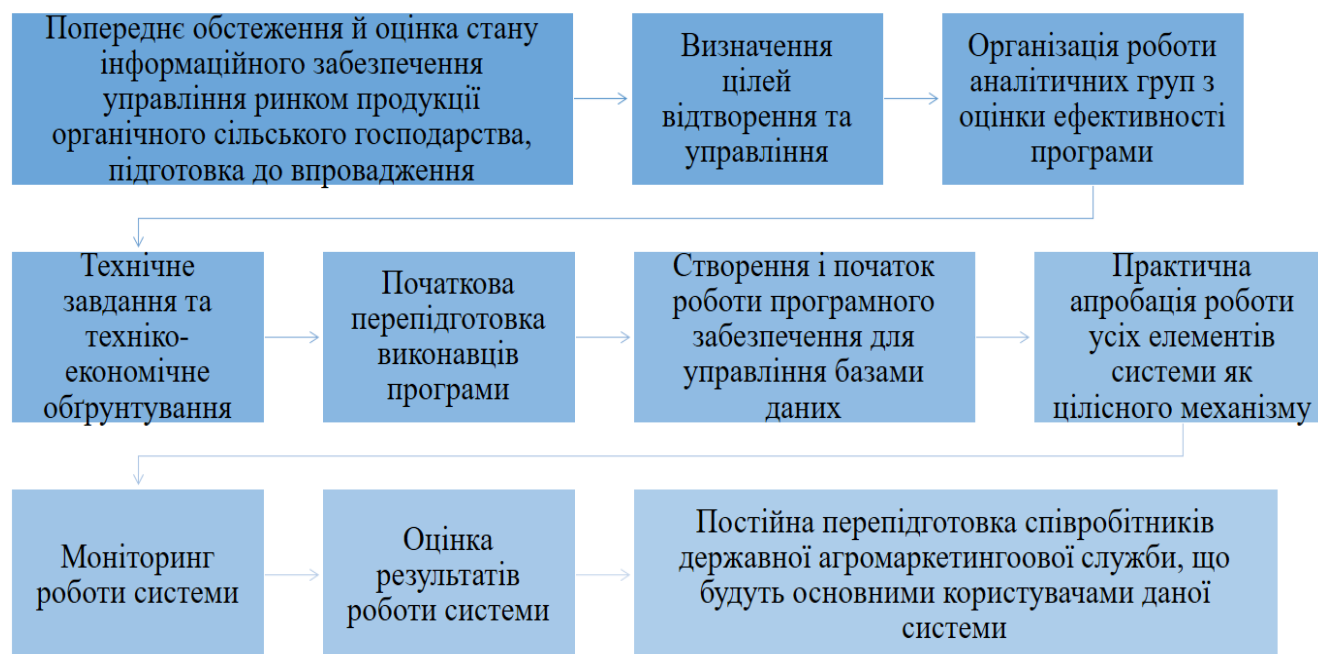 Попереднє обстеження й оцінка стану
інформаційного забезпечення
управління ринком продукції
органічного сільського господарства,
підготовка до впровадження
Визначення
цілей
відтворення та
управління
Організація роботи
аналітичних груп з
оцінки ефективності
програми
Технічне
завдання та
техніко-
економічне
обґрунтування
Початкова
перепідготовка
виконавців
програми
Створення і початок
роботи програмного
забезпечення для
управління базами
даних
Практична
апробація роботи
усіх елементів
системи як
цілісного механізму
Моніторинг
роботи системи
Оцінка
результатів
роботи системи
Постійна перепідготовка співробітників
державної агромаркетингоової служби, що
будуть основними користувачами даної
системи